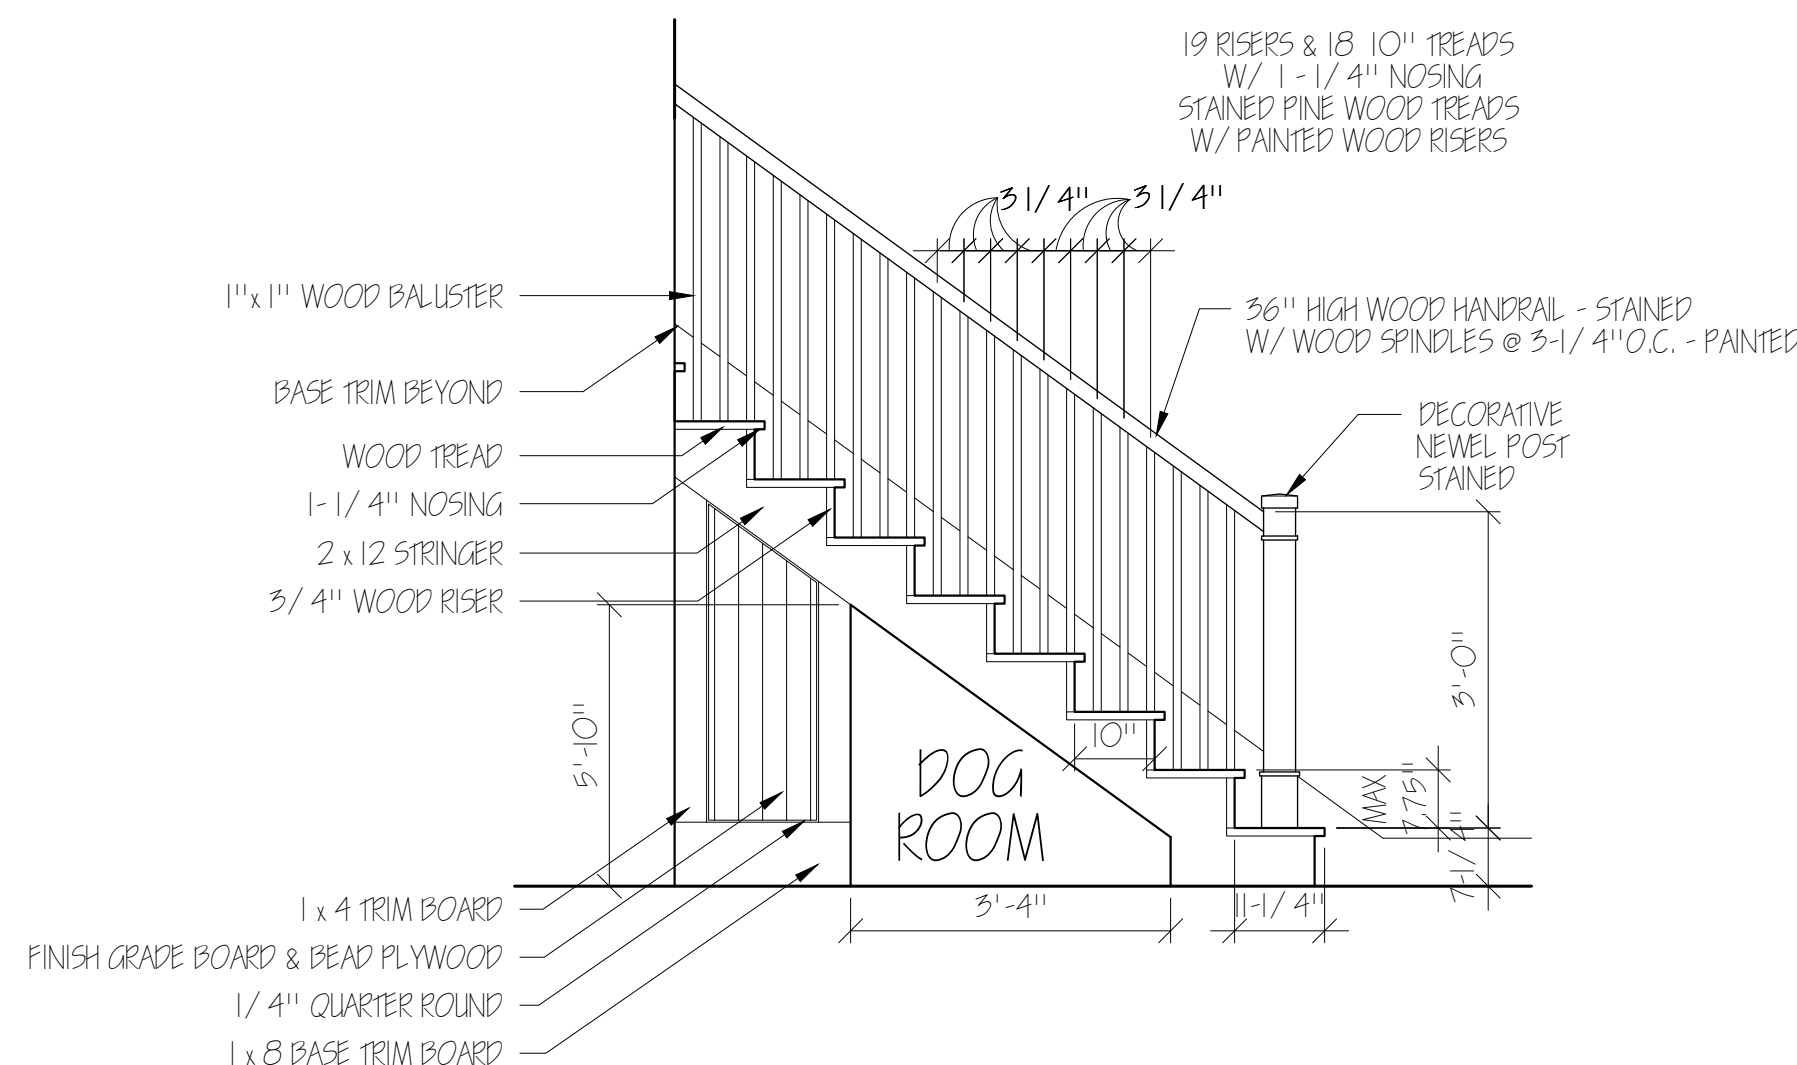 19 RISERS & 18 10" TREADS
W/ 1 - 1/4" NOSING
STAINED PINE WOOD TREADS
W/ PAINTED WOOD RISERS
3 1/4"
3 1/4"
1"x 1" WOOD BALUSTER
BASE TRIM BEYOND
WOOD TREAD
1- 1/4" NOSING
2 x 12 STRINGER
3/4" WOOD RISER
36" HIGH WOOD HANDRAIL - STAINED
W/ WOOD SPINDLES @ 3-1/4"O.C. - PAINTED
DECORATIVE
NEWEL POST
STAINED
3'-0"
5'-10"
10"
MAX
7.75"
7-1/4"
DOG
ROOM
3'-4"
11-1/4"
1 x 4 TRIM BOARD
FINISH GRADE BOARD & BEAD PLYWOOD
1/4" QUARTER ROUND
1 x 8 BASE TRIM BOARD